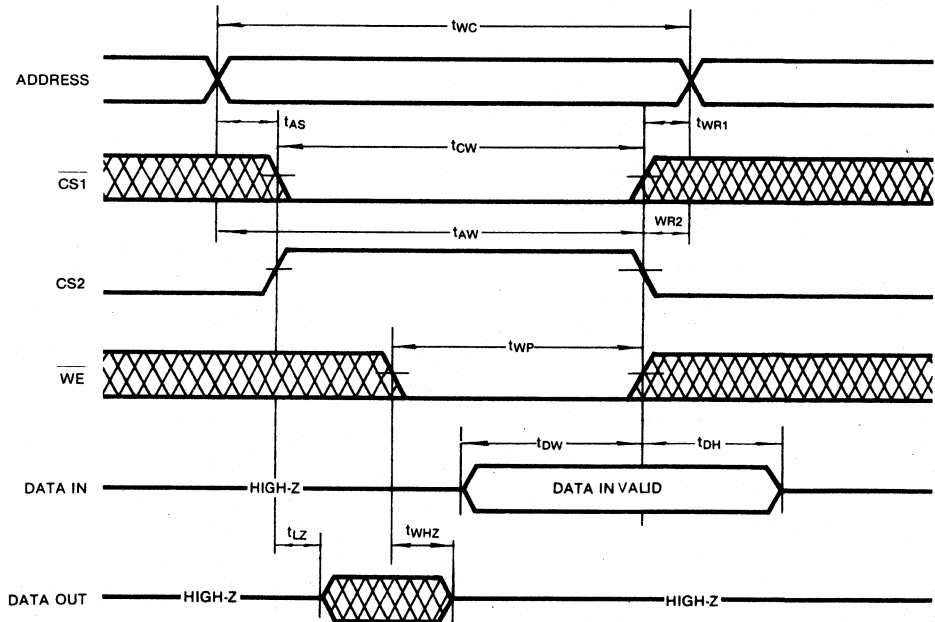 tWC
ADDRESS
tAS
tWR1
tCW
CS1
tAW
WR2
CS2
tWP
WE
tDW
tDH
DATA IN
HIGH-Z
DATA IN VALID
tLZ
tWHZ
DATA OUT
HIGH-Z
HIGH-Z